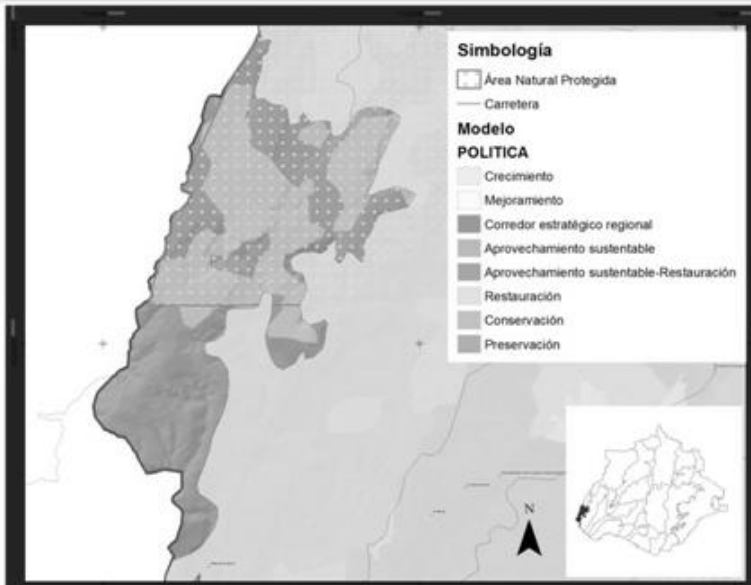 Simbología
Área Natural Protegida
Carretera
Modelo
POLITICA
Crecimiento
Mejoramiento
Corredor estratégico regional
Aprovechamiento sustentable
Aprovechamiento sustentable-Restauración
Restauración
Conservación
Preservación
N